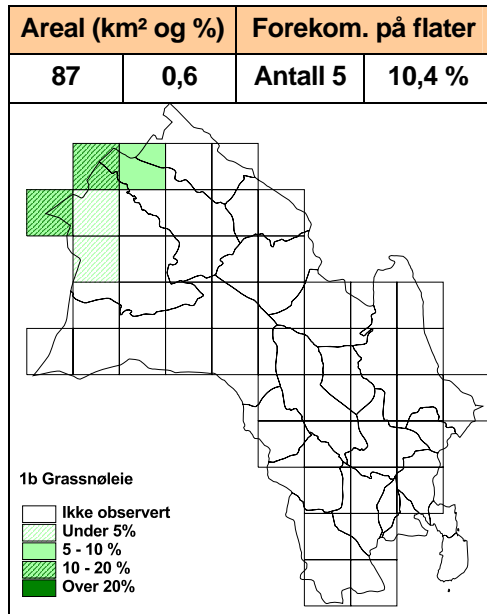 Areal (km² og %) Forekom. på flater
87 0,6 Antall 5 10,4 %
1b Grassnøleie
Ikke observert
Under 5%
5 - 10 %
10 - 20 %
Over 20%